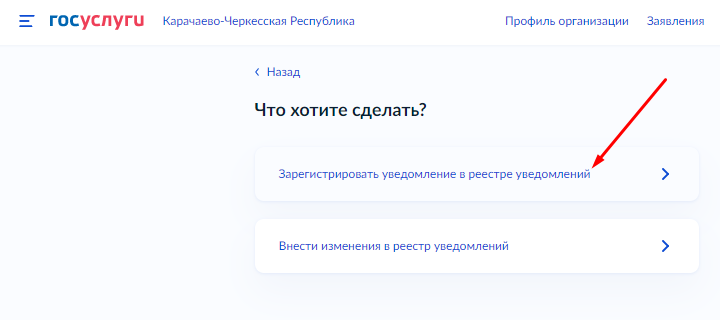 госуслуги Карачаево-Черкесская Республика Профиль организации Заявления
Назад
Что хотите сделать?
Зарегистрировать уведомление в реестре уведомлений
Внести изменения в реестр уведомлений